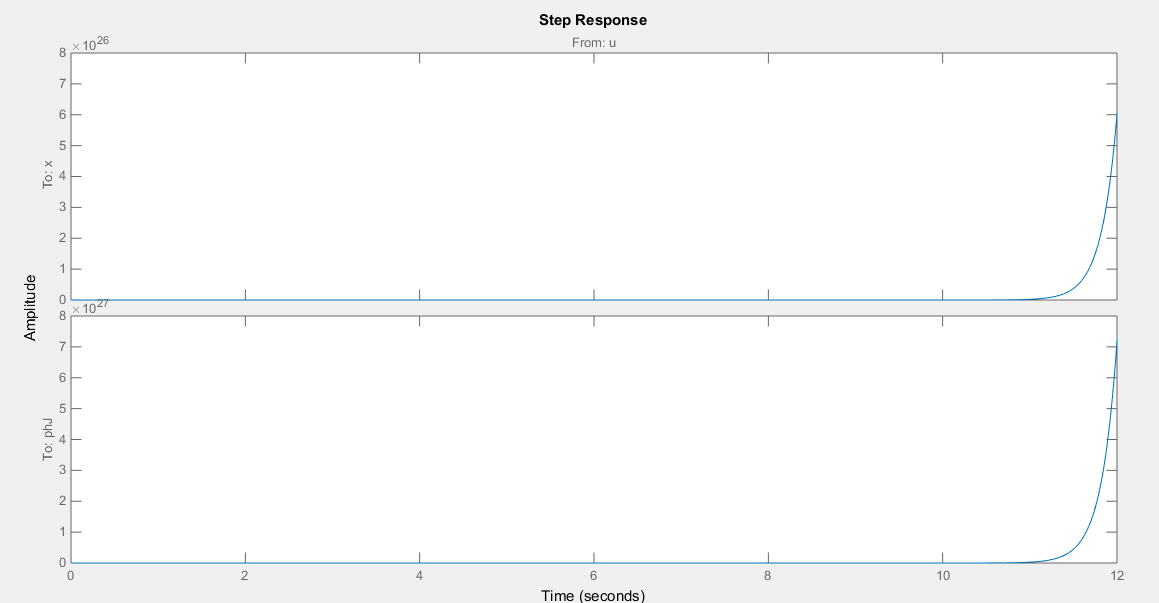 Step Response
From: u
×10^26
8
7
6
5
4
3
2
1
0
To: x
Amplitude
×10^27
8
7
6
5
4
3
2
1
0
To: phJ
0 2 4 6 8 10 12
Time (seconds)